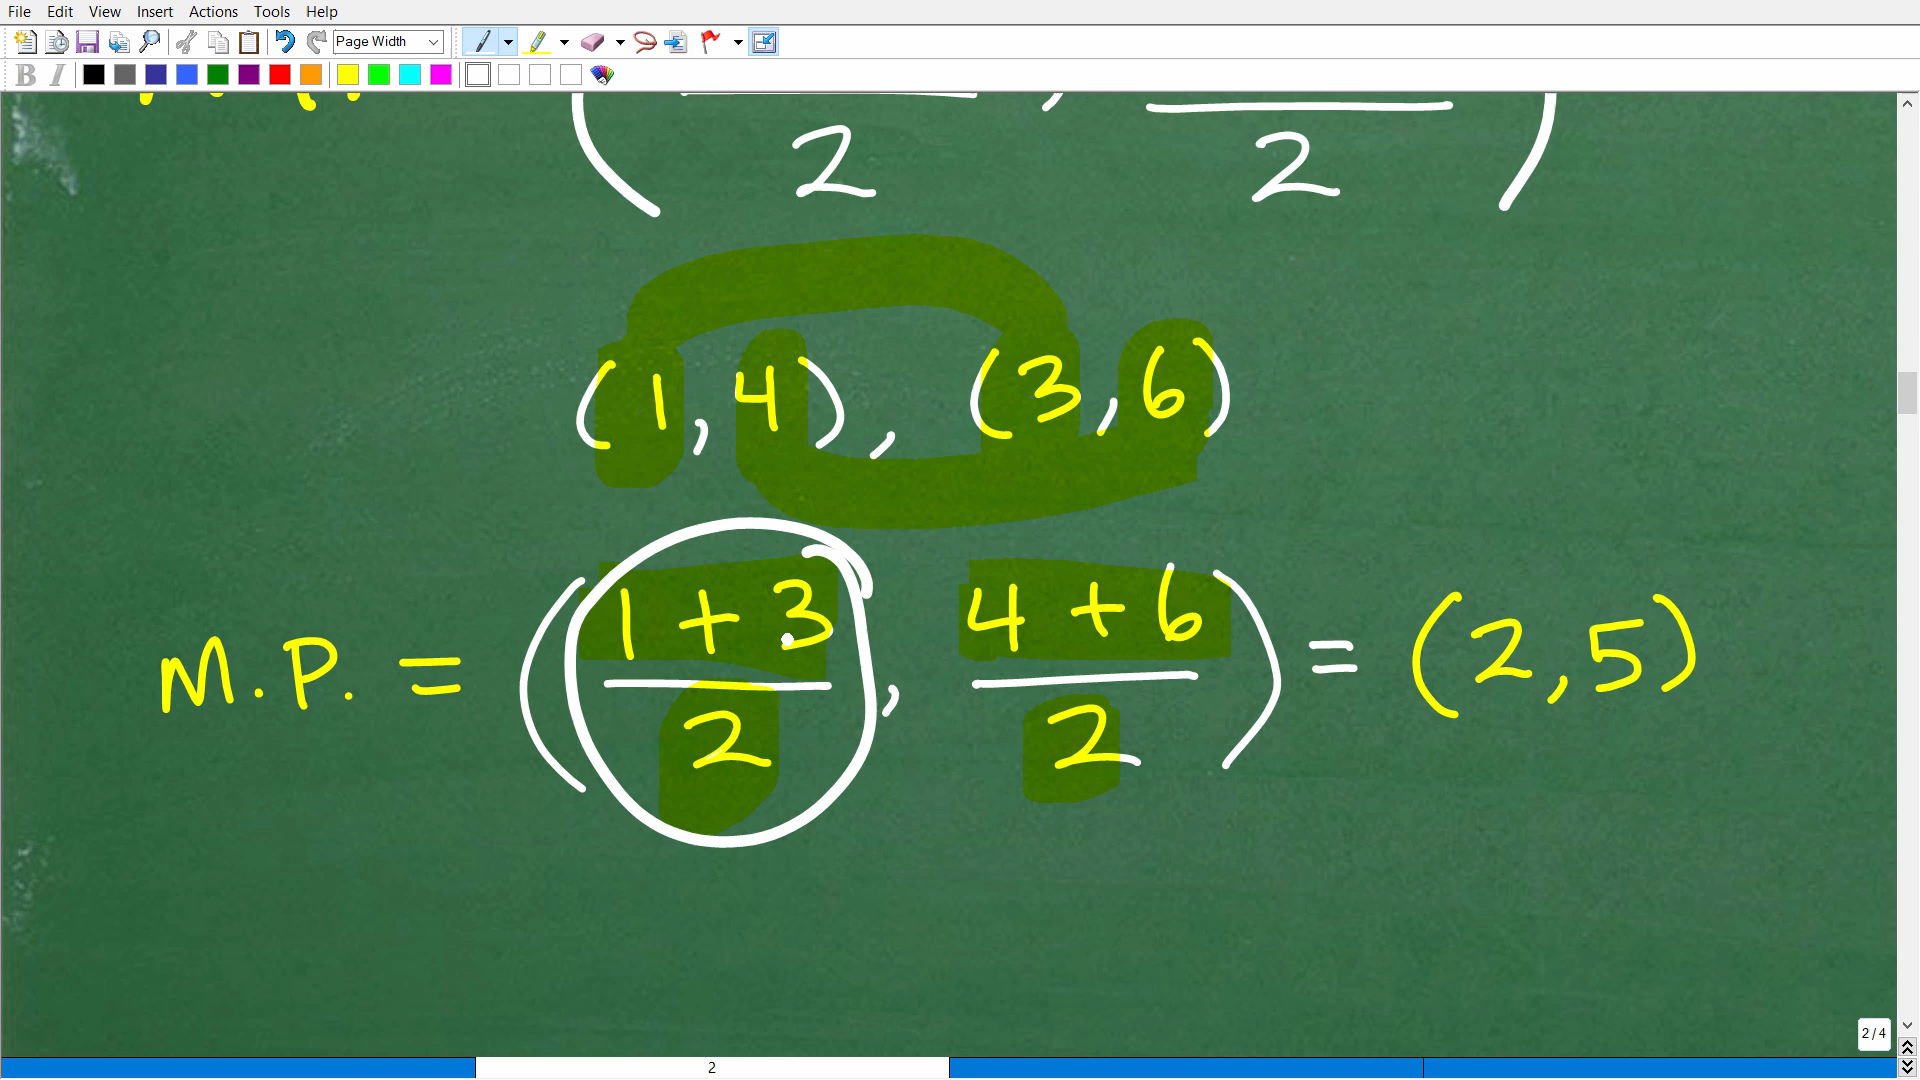 File Edit View Insert Actions Tools Help
Page Width
B I
( 2 , 2 )
(1, 4), (3, 6)
M.P. = ( 1 + 3 / 2 , 4 + 6 / 2 ) = (2, 5)
2 / 4
2